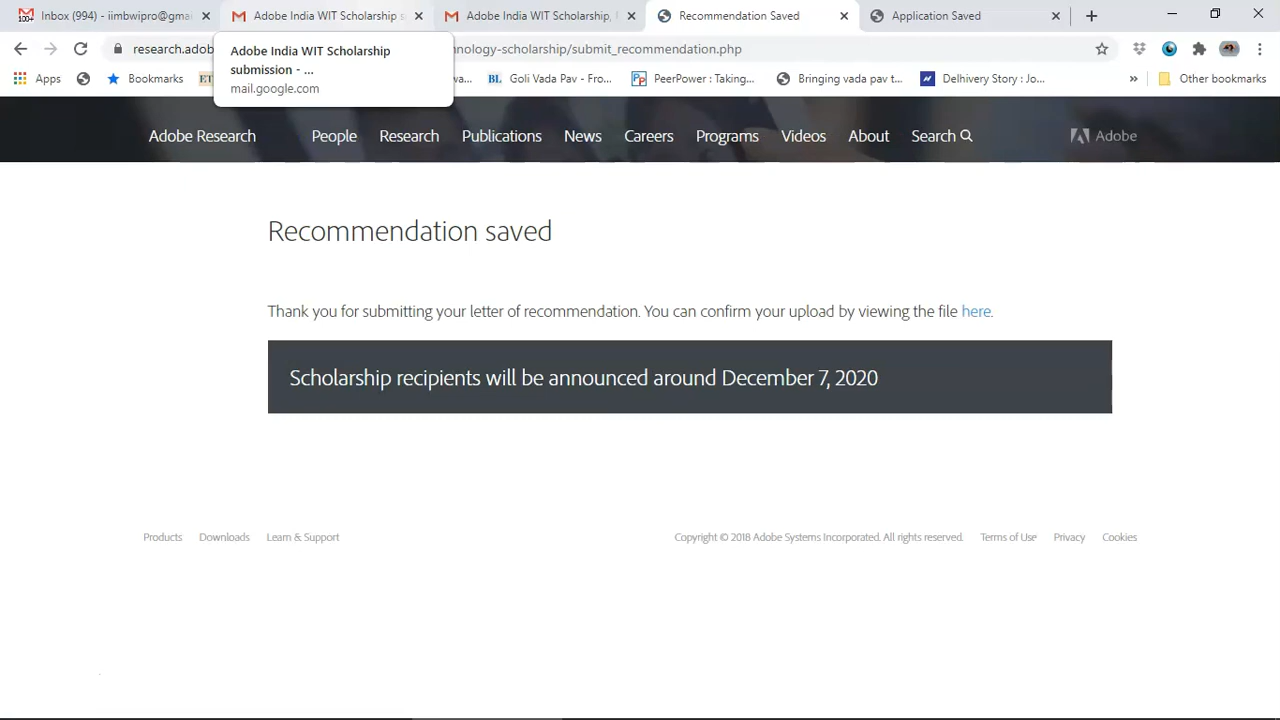 Inbox (994) - iimbwipro@gmai
Adobe India WIT Scholarship s
Adobe India WIT Scholarship, F
Recommendation Saved
Application Saved
research.adob
Adobe India WIT Scholarship
submission - ...
mail.google.com
nnology-scholarship/submit_recommendation.php
Apps
Bookmarks
ET
wa...
BL Goli Vada Pav - Fro...
PeerPower : Taking...
Bringing vada pav t...
Delhivery Story : Jo...
»
Other bookmarks
Adobe Research
People
Research
Publications
News
Careers
Programs
Videos
About
Search
Adobe
Recommendation saved
Thank you for submitting your letter of recommendation. You can confirm your upload by viewing the file here.
Scholarship recipients will be announced around December 7, 2020
Products
Downloads
Learn & Support
Copyright © 2018 Adobe Systems Incorporated. All rights reserved.
Terms of Use
Privacy
Cookies